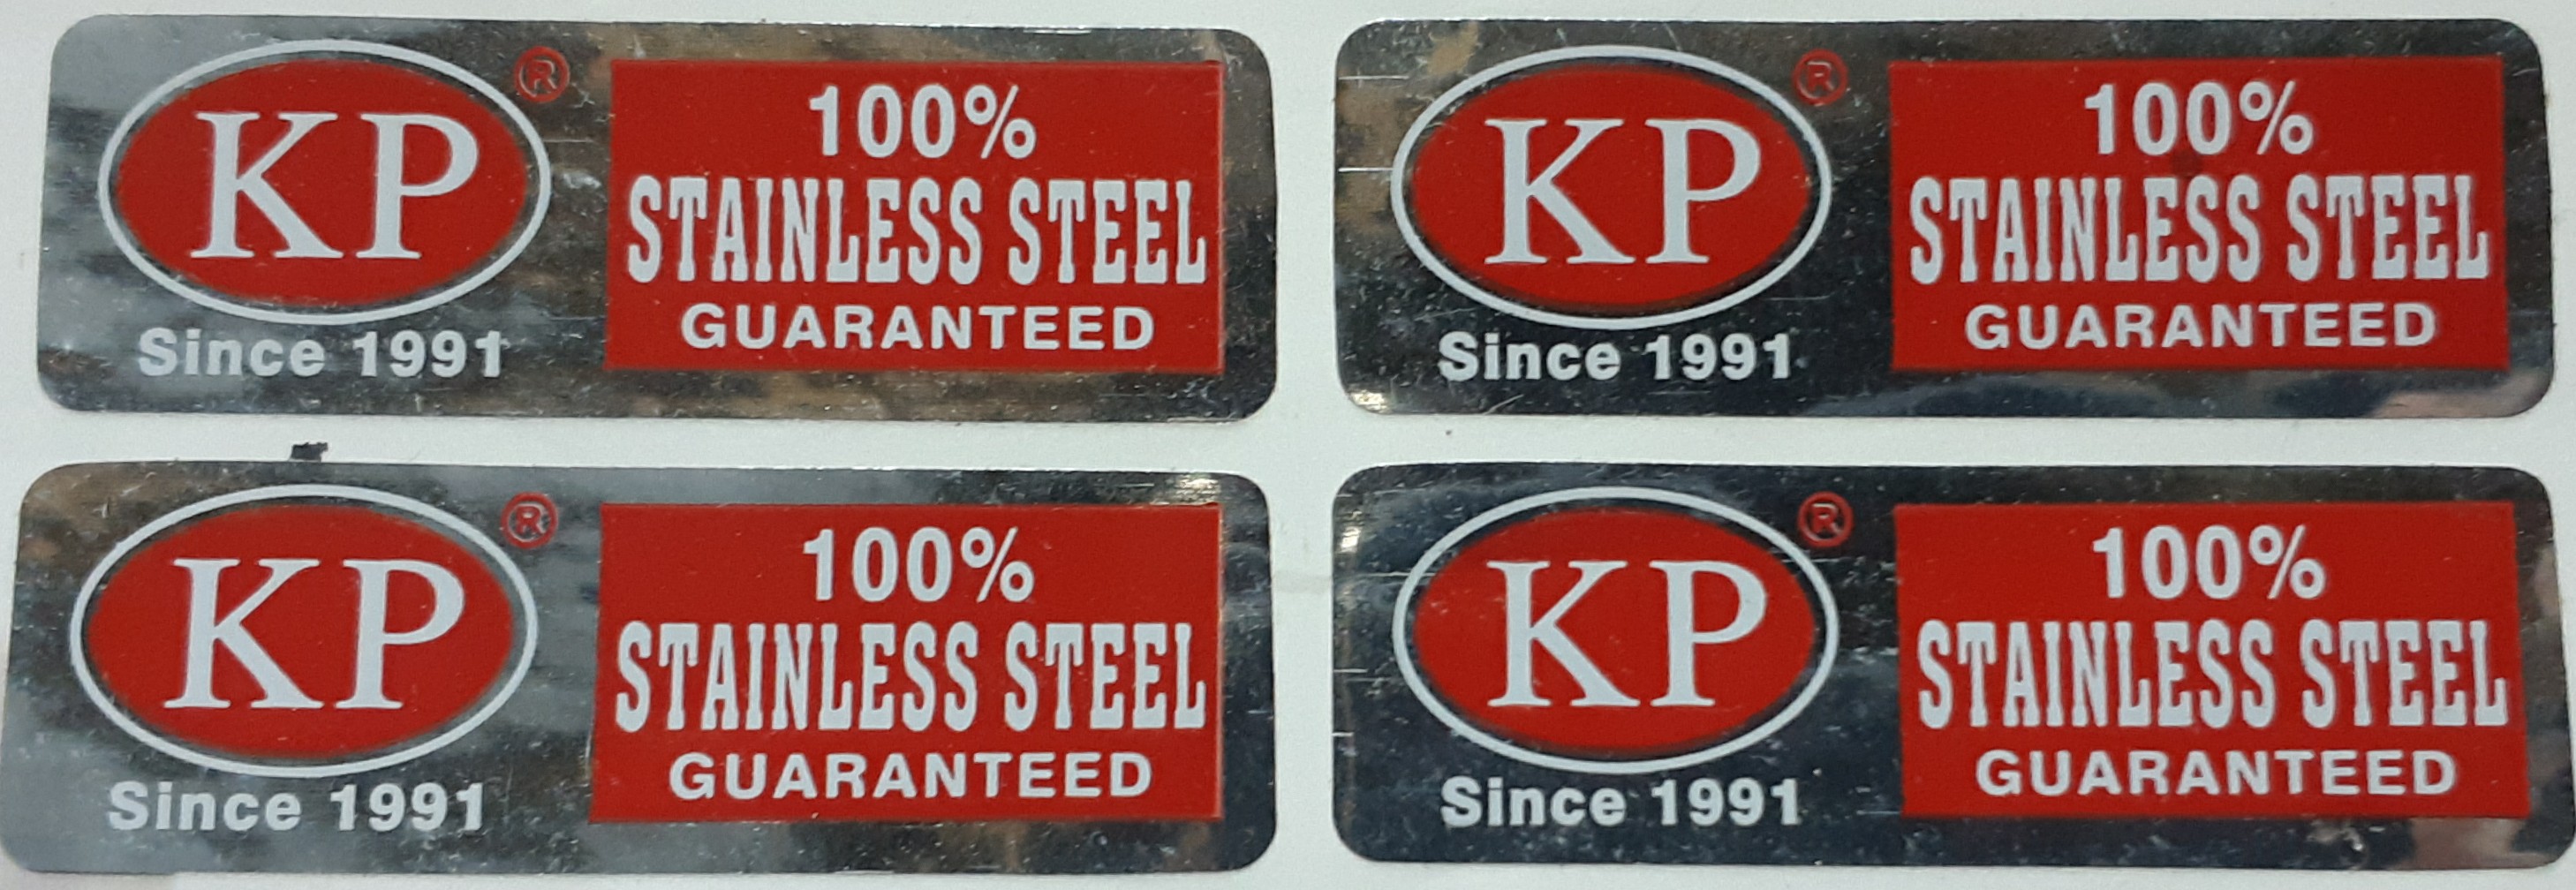 KP ®
Since 1991
100%
STAINLESS STEEL
GUARANTEED
KP ®
Since 1991
100%
STAINLESS STEEL
GUARANTEED
KP ®
Since 1991
100%
STAINLESS STEEL
GUARANTEED
KP ®
Since 1991
100%
STAINLESS STEEL
GUARANTEED